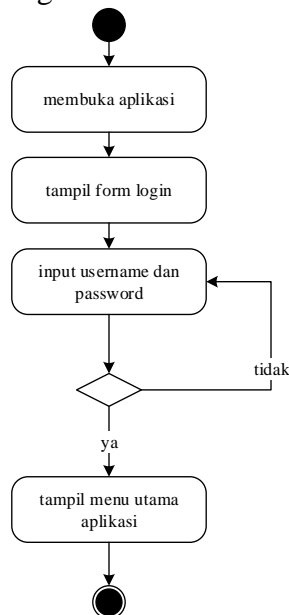 membuka aplikasi
tampil form login
input username dan
password
tidak
ya
tampil menu utama
aplikasi